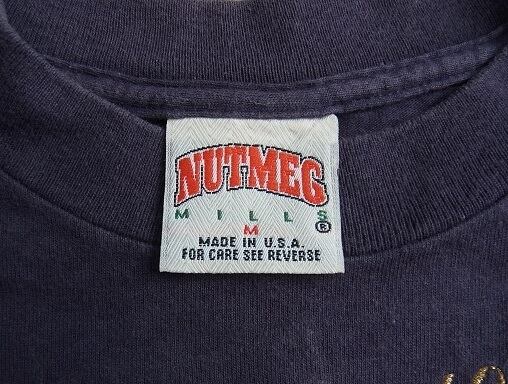 NUTMEG
MILLS
®
M
MADE IN U.S.A.
FOR CARE SEE REVERSE